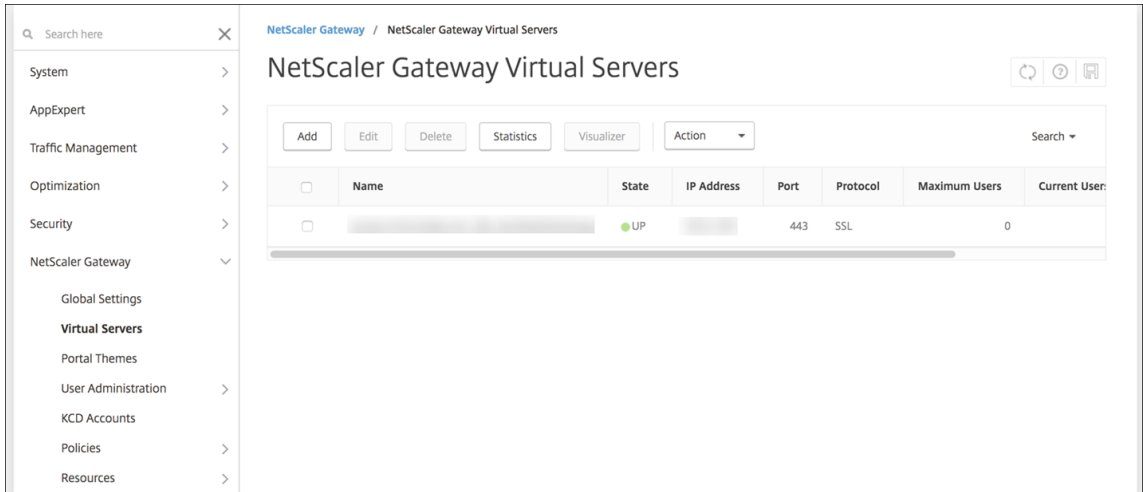 Search here
System
AppExpert
Traffic Management
Optimization
Security
NetScaler Gateway
Global Settings
Virtual Servers
Portal Themes
User Administration
KCD Accounts
Policies
Resources
NetScaler Gateway / NetScaler Gateway Virtual Servers
NetScaler Gateway Virtual Servers
Add Edit Delete Statistics Visualizer Action Search
Name State IP Address Port Protocol Maximum Users Current User
UP 443 SSL 0